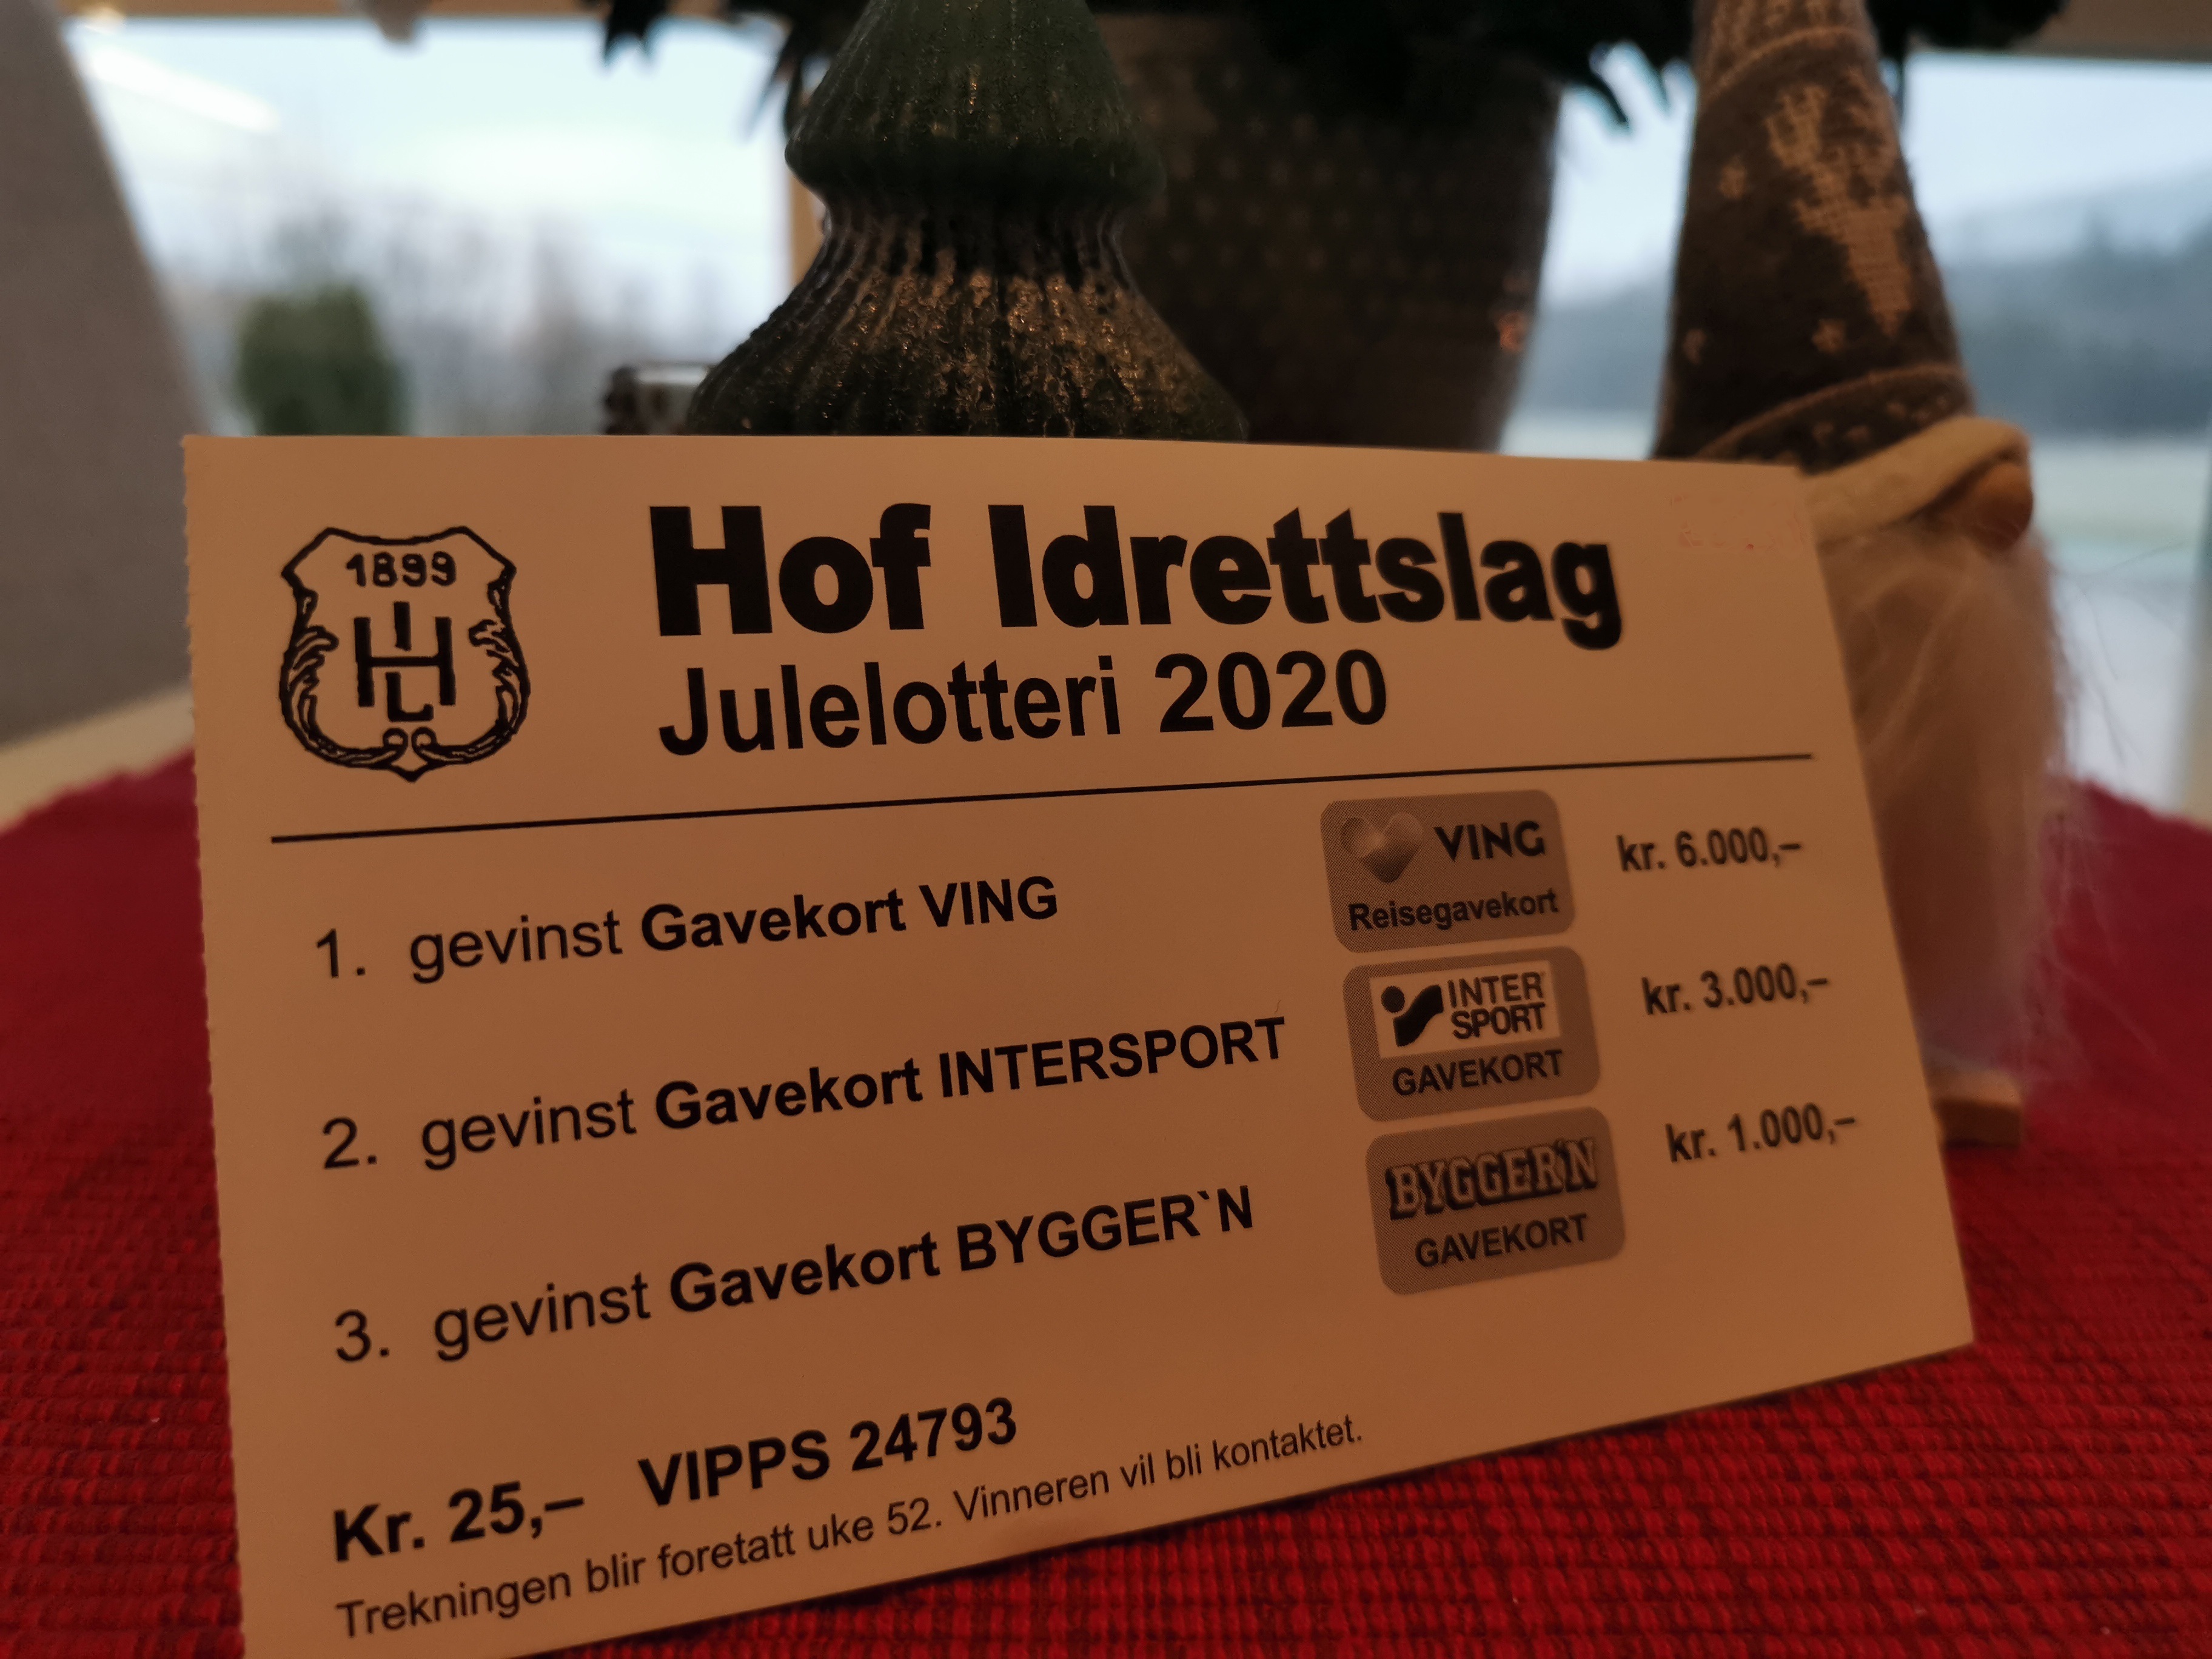 1899
HIL
Hof Idrettslag
Julelotteri 2020
1. gevinst Gavekort VING
VING
Reisegavekort
kr. 6.000,–
2. gevinst Gavekort INTERSPORT
INTER
SPORT
GAVEKORT
kr. 3.000,–
3. gevinst Gavekort BYGGER`N
BYGGER'N
GAVEKORT
kr. 1.000,–
Kr. 25,– VIPPS 24793
Trekningen blir foretatt uke 52. Vinneren vil bli kontaktet.